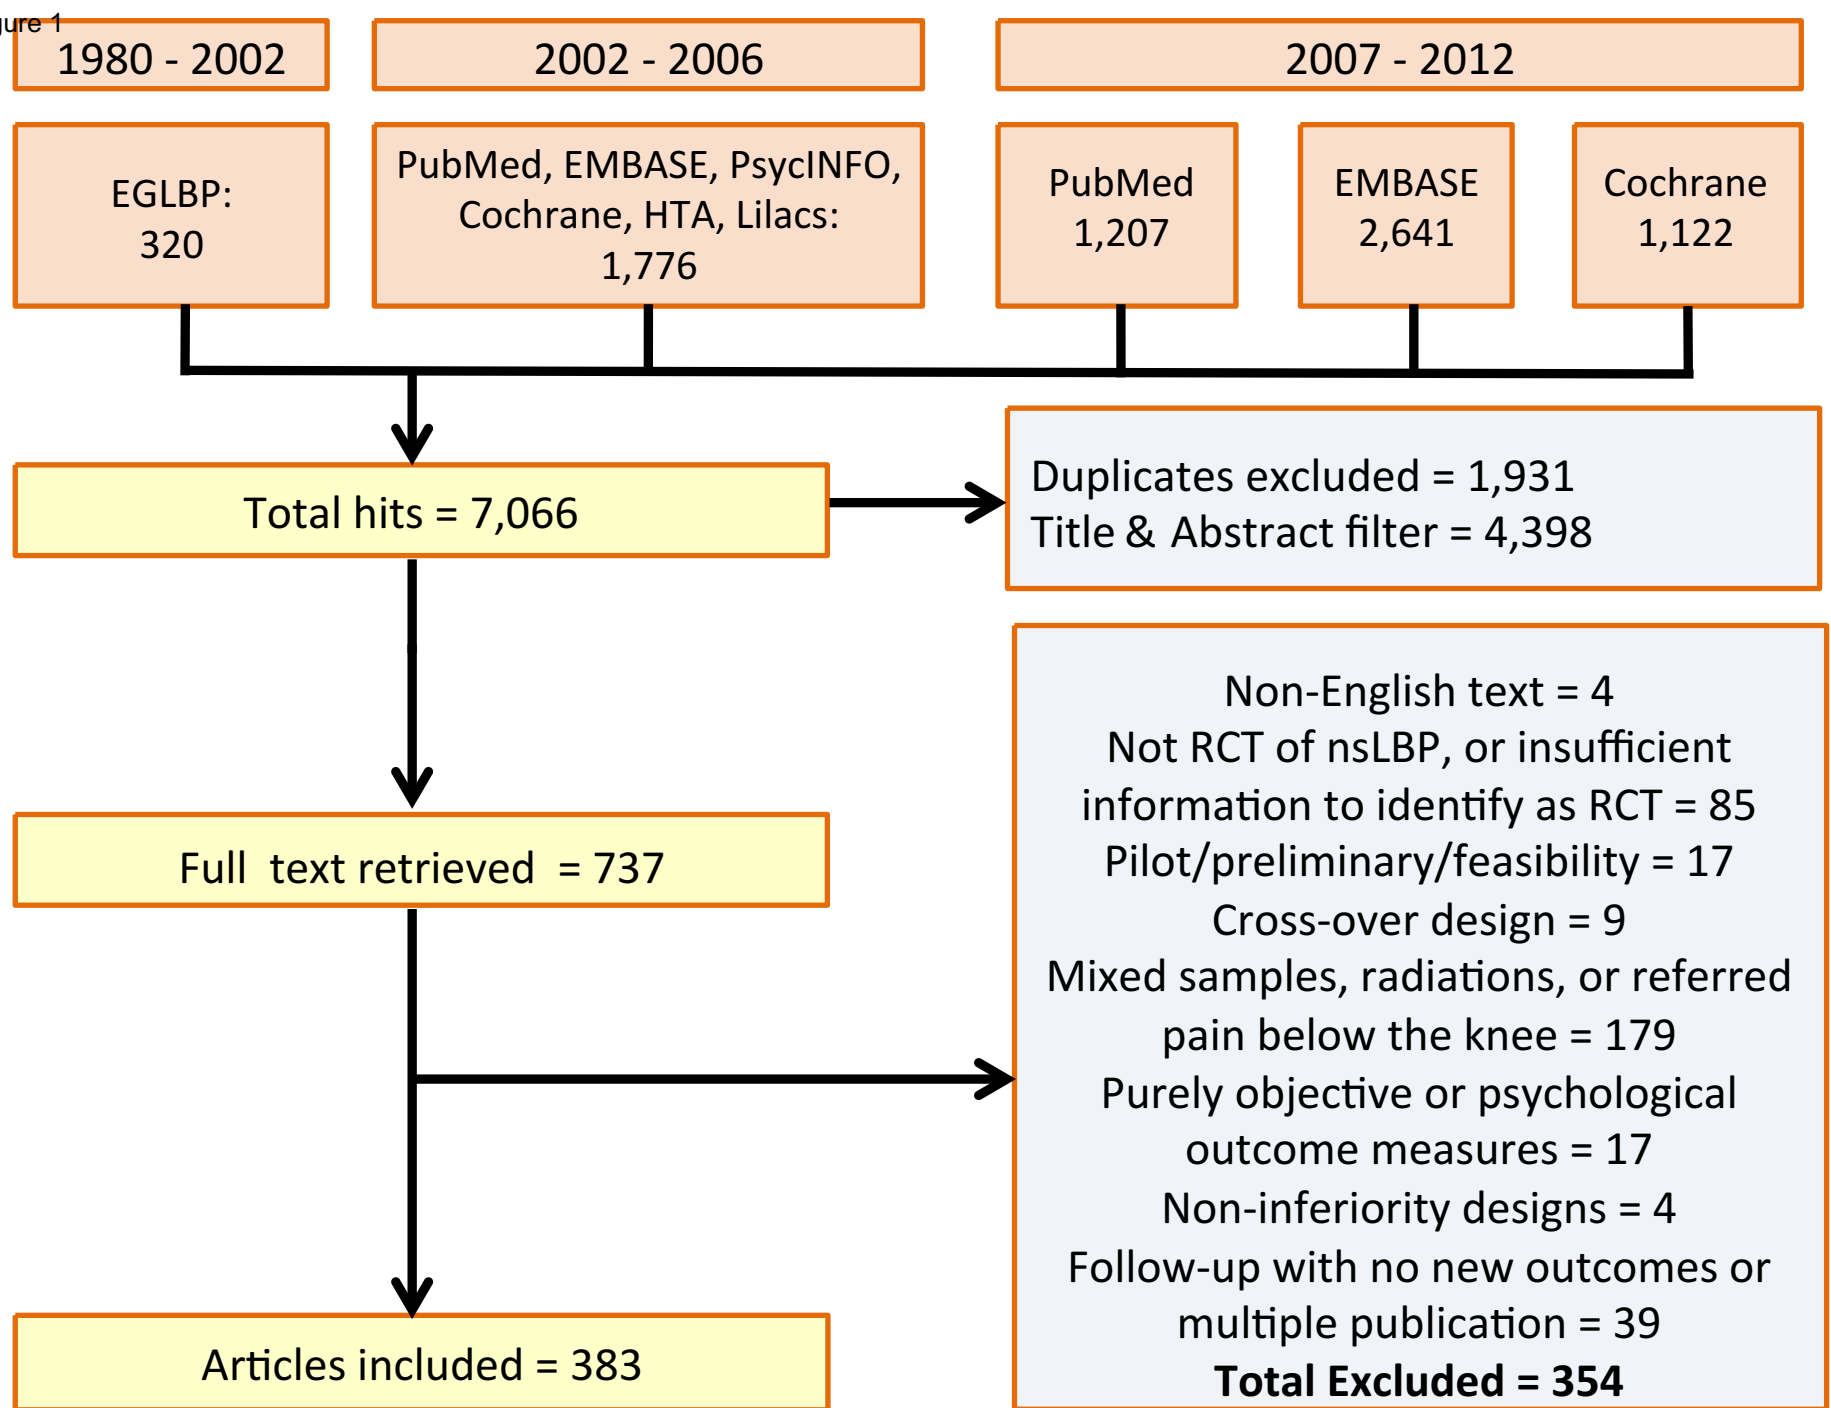 gure 1
1980 - 2002
2002 - 2006
2007 - 2012
EGLBP:
320
PubMed, EMBASE, PsycINFO,
Cochrane, HTA, Lilacs:
1,776
PubMed
1,207
EMBASE
2,641
Cochrane
1,122
Total hits = 7,066
Duplicates excluded = 1,931
Title & Abstract filter = 4,398
Full text retrieved = 737
Non-English text = 4
Not RCT of nsLBP, or insufficient
information to identify as RCT = 85
Pilot/preliminary/feasibility = 17
Cross-over design = 9
Mixed samples, radiations, or referred
pain below the knee = 179
Purely objective or psychological
outcome measures = 17
Non-inferiority designs = 4
Follow-up with no new outcomes or
multiple publication = 39
Total Excluded = 354
Articles included = 383